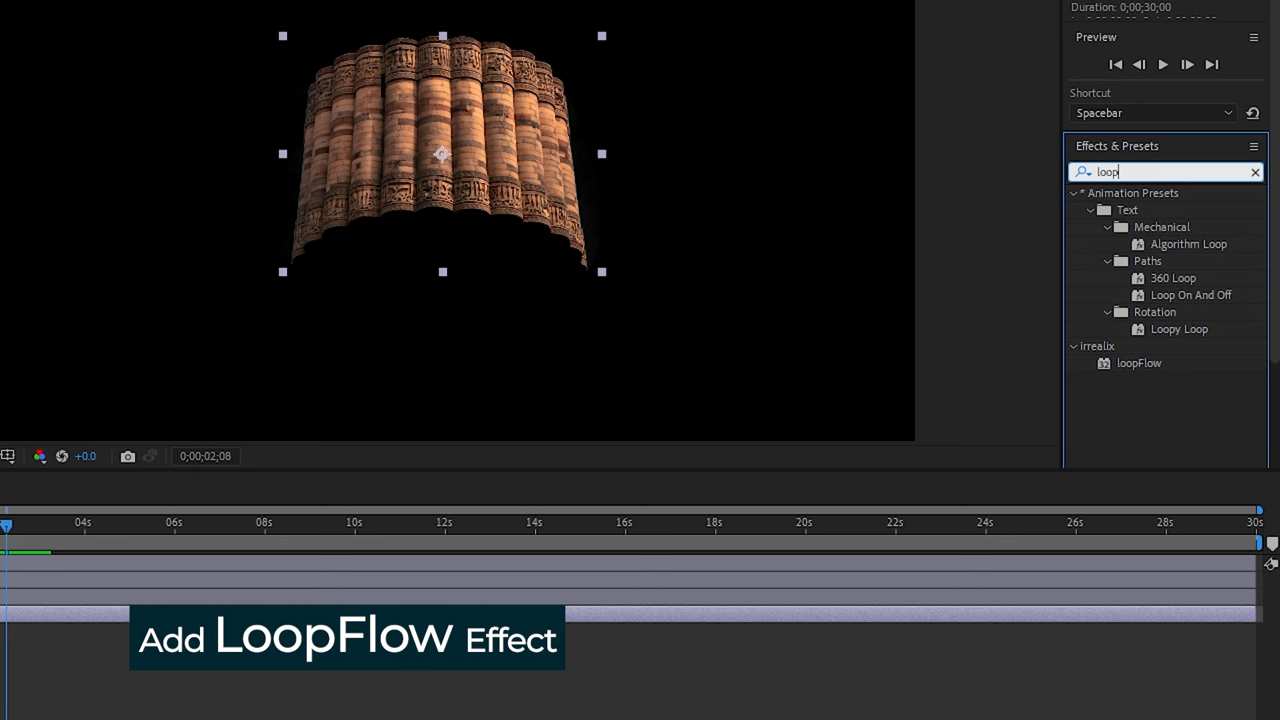 Duration: 0;00;30;00
Preview
Shortcut
Spacebar
Effects & Presets
loop
* Animation Presets
Text
Mechanical
Algorithm Loop
Paths
360 Loop
Loop On And Off
Rotation
Loopy Loop
irrealix
32
loopFlow
+0.0
0;00;02;08
04s 06s 08s 10s 12s 14s 16s 18s 20s 22s 24s 26s 28s 30s
Add LoopFlow Effect